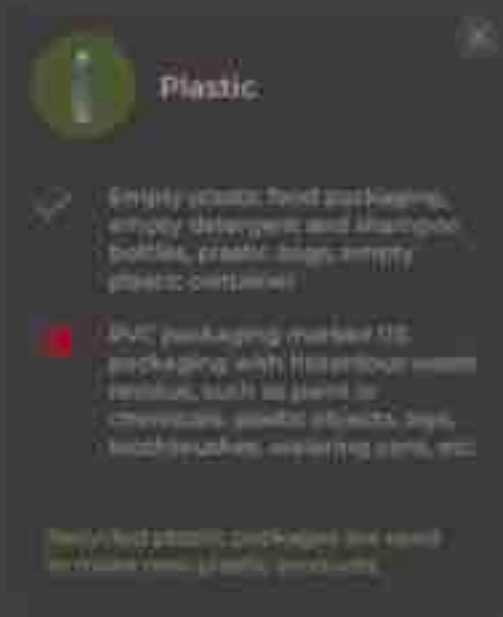 Plastic
Empty plastic food packaging,
empty detergent and shampoo
bottles, plastic bags, empty
plastic container
PVC packaging marked 03,
packaging with hazardous waste
residue, such as paint or
chemicals, plastic objects, toys,
toothbrushes, watering cans, etc
Recycled plastic packages are used
to make new plastic products